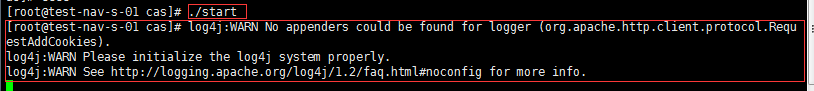 [root@test-nav-s-01 cas]# ./start
[root@test-nav-s-01 cas]# log4j:WARN No appenders could be found for logger (org.apache.http.client.protocol.Requ
estAddCookies).
log4j:WARN Please initialize the log4j system properly.
log4j:WARN See http://logging.apache.org/log4j/1.2/faq.html#noconfig for more info.